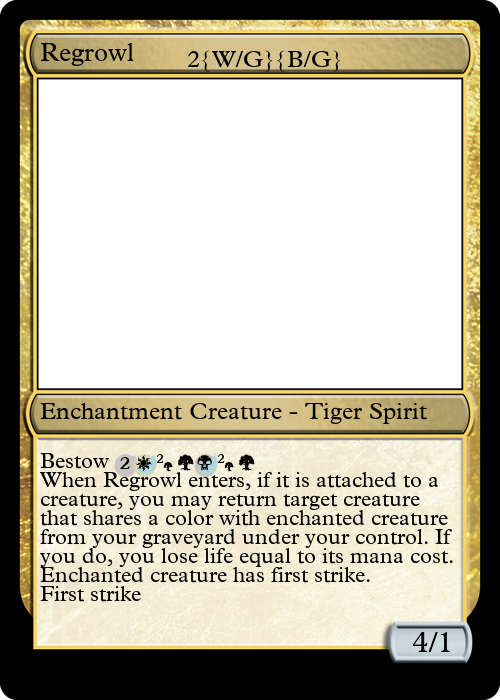 Regrowl 2{W/G}{B/G}
Enchantment Creature - Tiger Spirit
Bestow 2
When Regrowl enters, if it is attached to a
creature, you may return target creature
that shares a color with enchanted creature
from your graveyard under your control. If
you do, you lose life equal to its mana cost.
Enchanted creature has first strike.
First strike
4/1